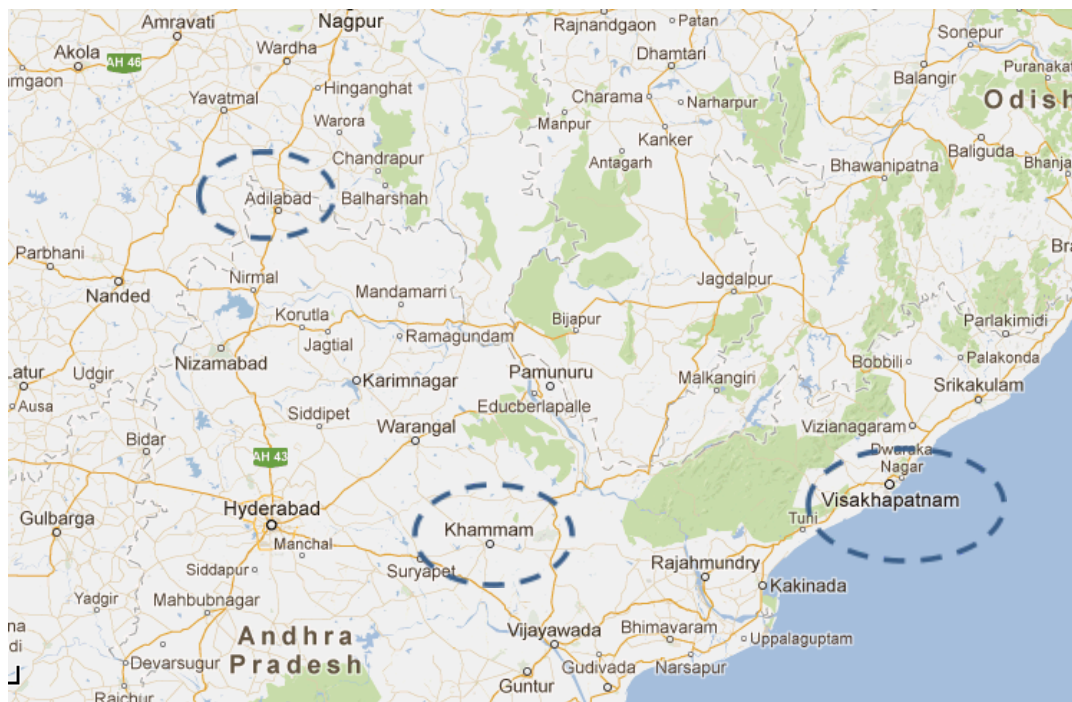 Amravati
Nagpur
Rajnandgaon
Patan
Sonepur
Akola
AH 46
Wardha
Dhamtari
Balangir
Puranakat
mgaon
Yavatmal
Hinganghat
Charama
Narharpur
Odish
Warora
Manpur
Kanker
Baliguda
Chandrapur
Antagarh
Bhawanipatna
Bhanja
Adilabad
Balharshah
Parbhani
Bra
Nirmal
Jagdalpur
Nanded
Mandamarri
Korutla
Bijapur
Parlakimidi
Jagtial
Ramagundam
Nizamabad
Bobbili
Palakonda
Latur
Udgir
Karimnagar
Pamunuru
Malkangiri
Srikakulam
Ausa
Siddipet
Educberlapalle
Bidar
Warangal
Vizianagaram
AH 43
Dwaraka
Nagar
Visakhapatnam
Hyderabad
Gulbarga
Khammam
Tuni
Manchal
Siddapur
Suryapet
Rajahmundry
Kakinada
Yadgir
Mahbubnagar
na
di
Andhra
Pradesh
Vijayawada
Bhimavaram
Uppalaguptam
Devarsugur
Gudivada
Narsapur
Guntur
Raichur